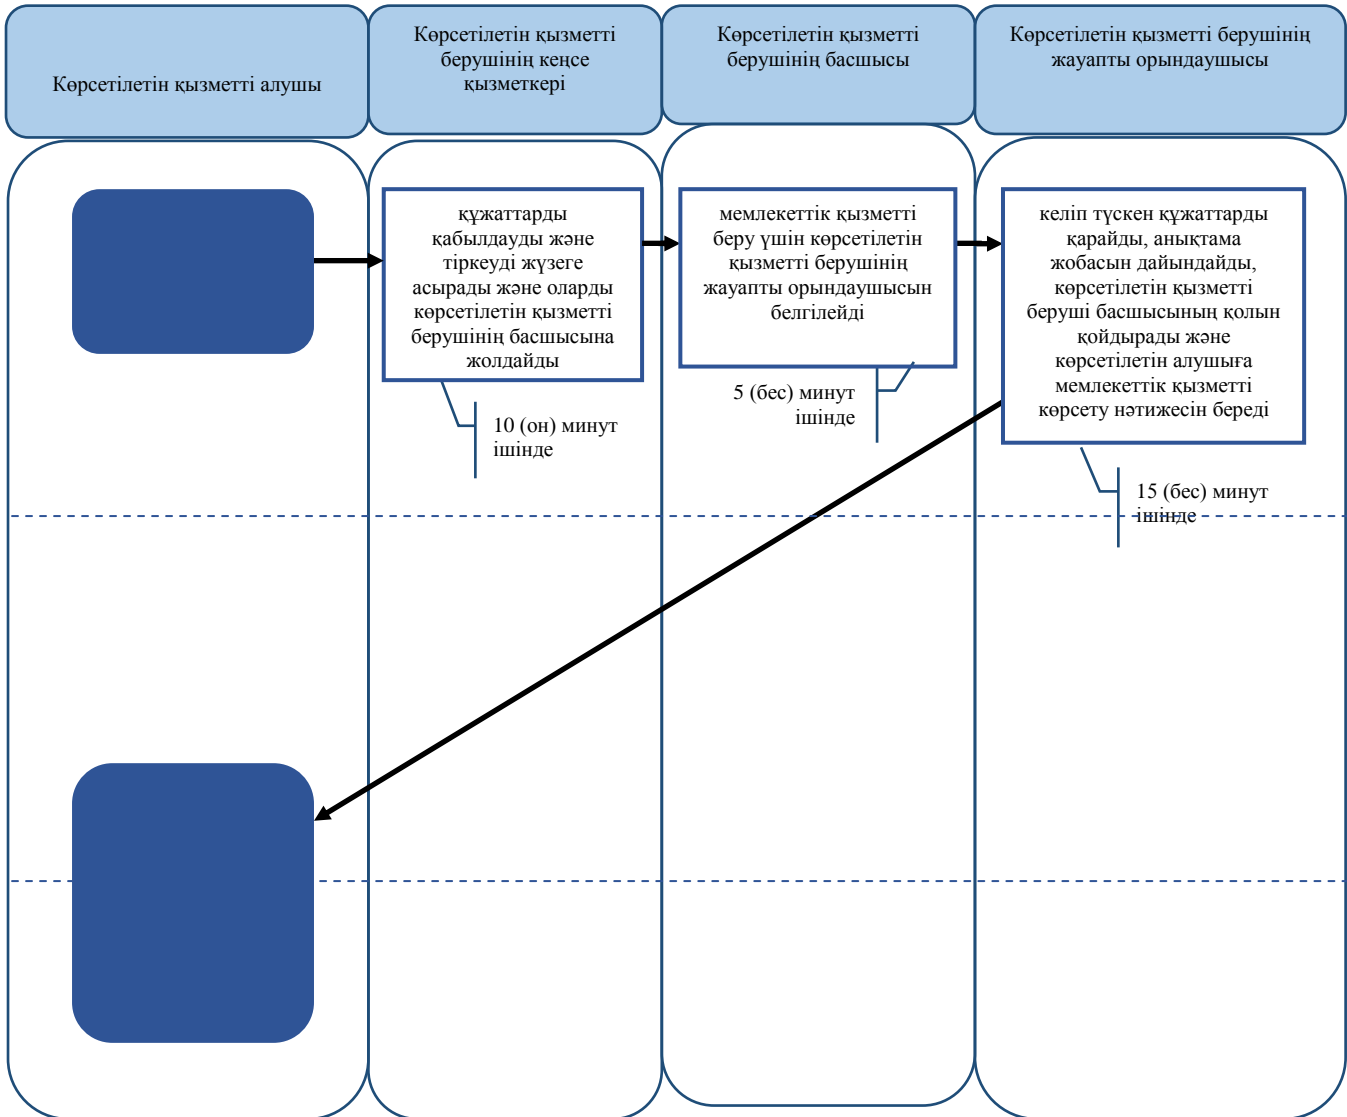 Көрсетілетін қызметті алушы
Көрсетілетін қызметті
берушінің кеңсе
қызметкері
Көрсетілетін қызметті
берушінің басшысы
Көрсетілетін қызметті берушінің
жауапты орындаушысы
құжаттарды
қабылдауды және
тіркеуді жүзеге
асырады және оларды
көрсетілетін қызметті
берушінің басшысына
жолдайды
10 (он) минут
ішінде
мемлекеттік қызметті
беру үшін көрсетілетін
қызметті берушінің
жауапты орындаушысын
белгілейді
5 (бес) минут
ішінде
келіп түскен құжаттарды
қарайды, анықтама
жобасын дайындайды,
көрсетілетін қызметті
беруші басшысының қолын
қойдырады және
көрсетілетін алушыға
мемлекеттік қызметті
көрсету нәтижесін береді
15 (бес) минут
ішінде